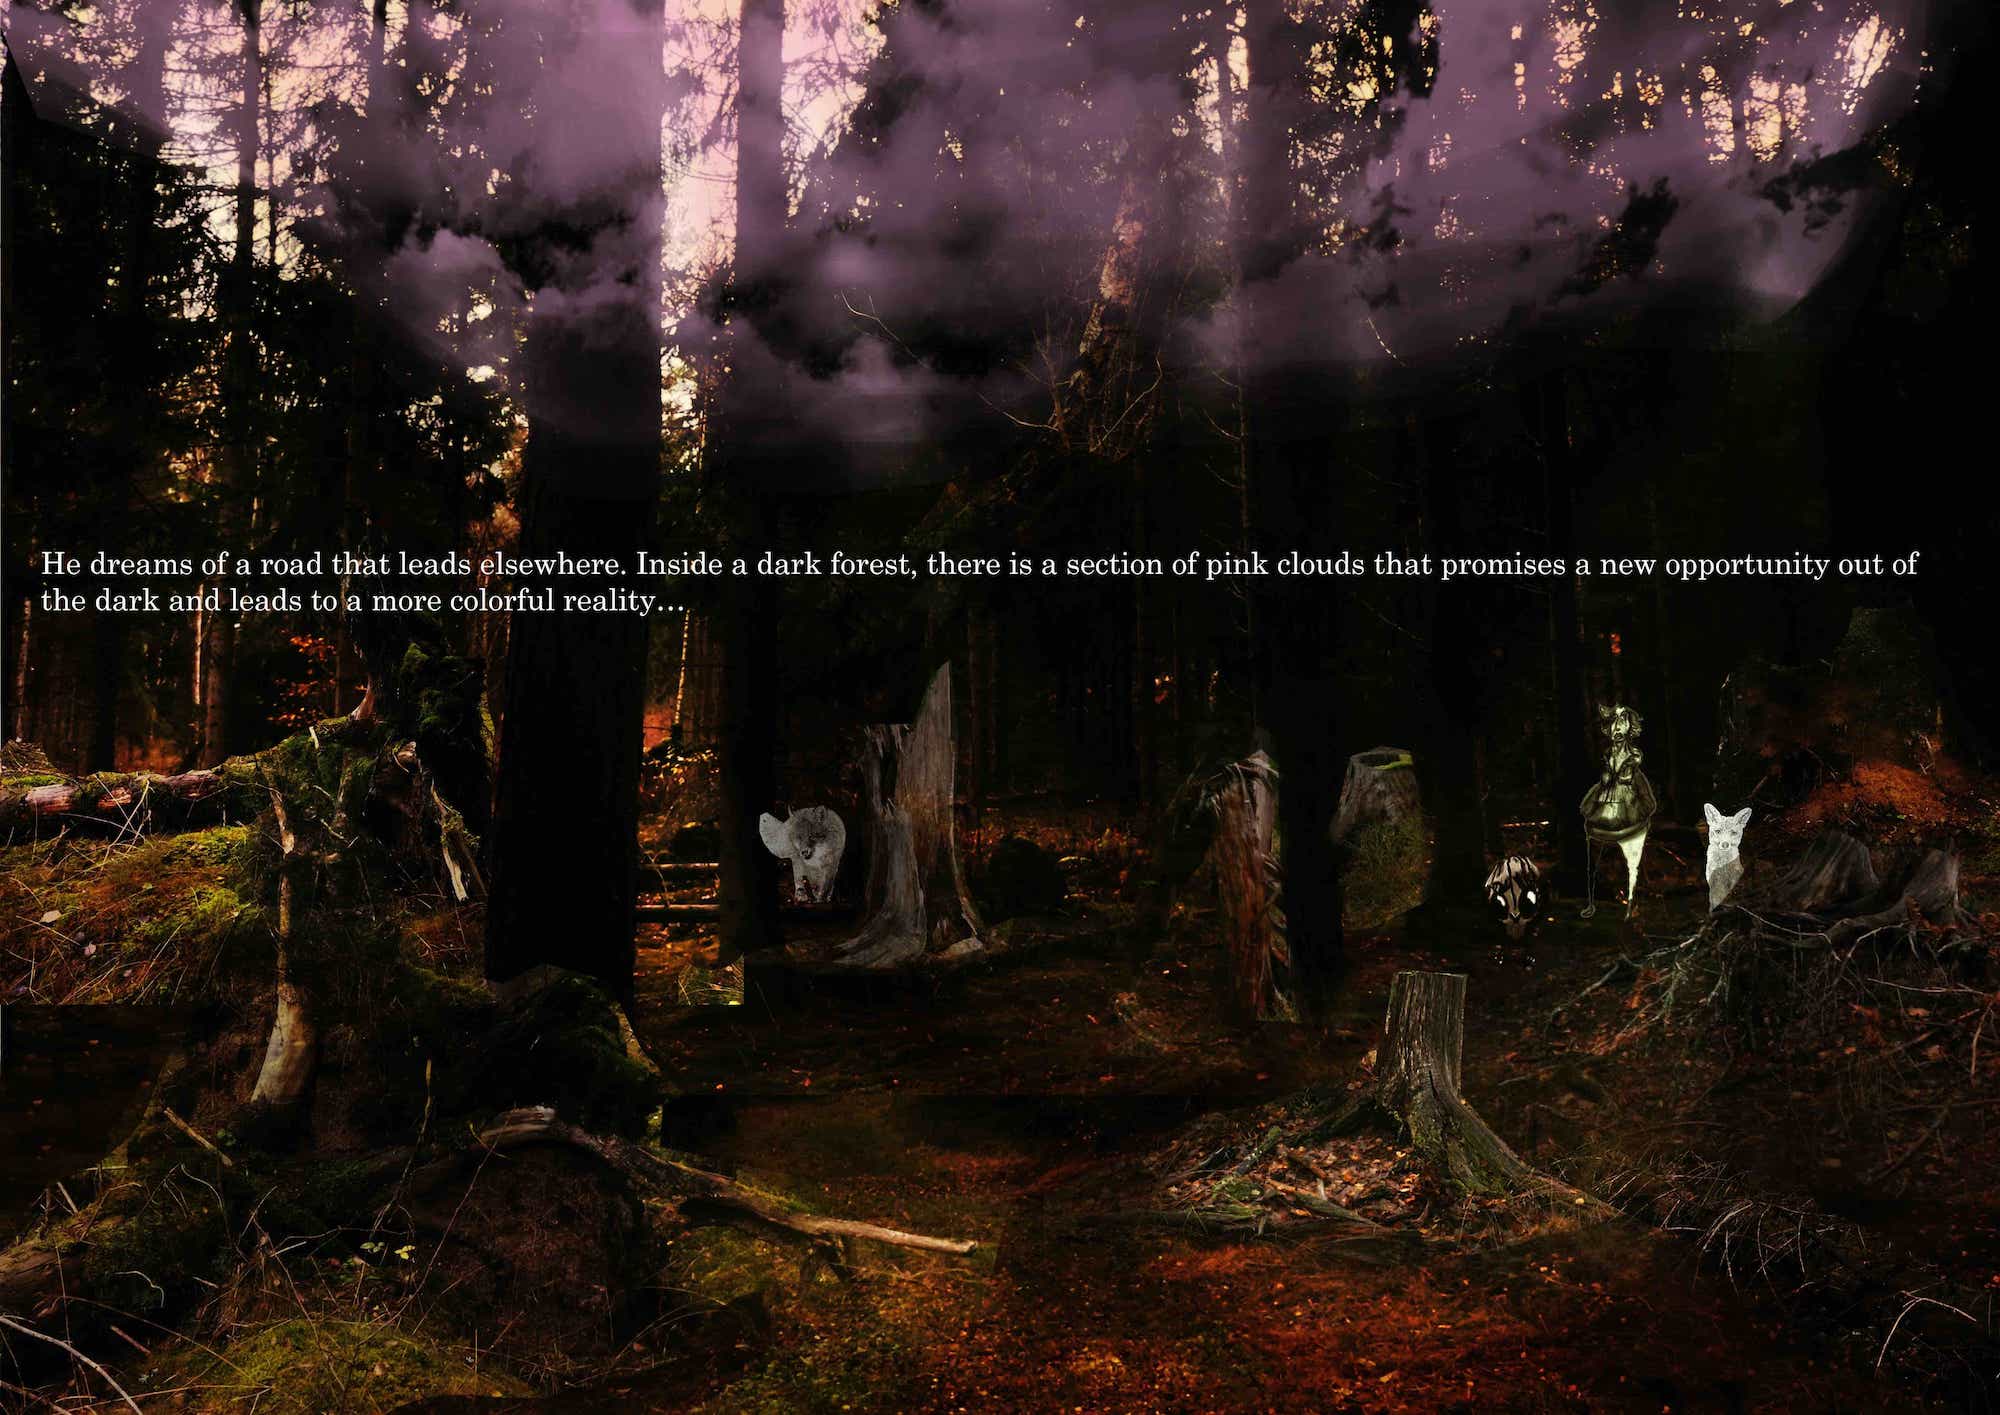 He dreams of a road that leads elsewhere. Inside a dark forest, there is a section of pink clouds that promises a new opportunity out of
the dark and leads to a more colorful reality…